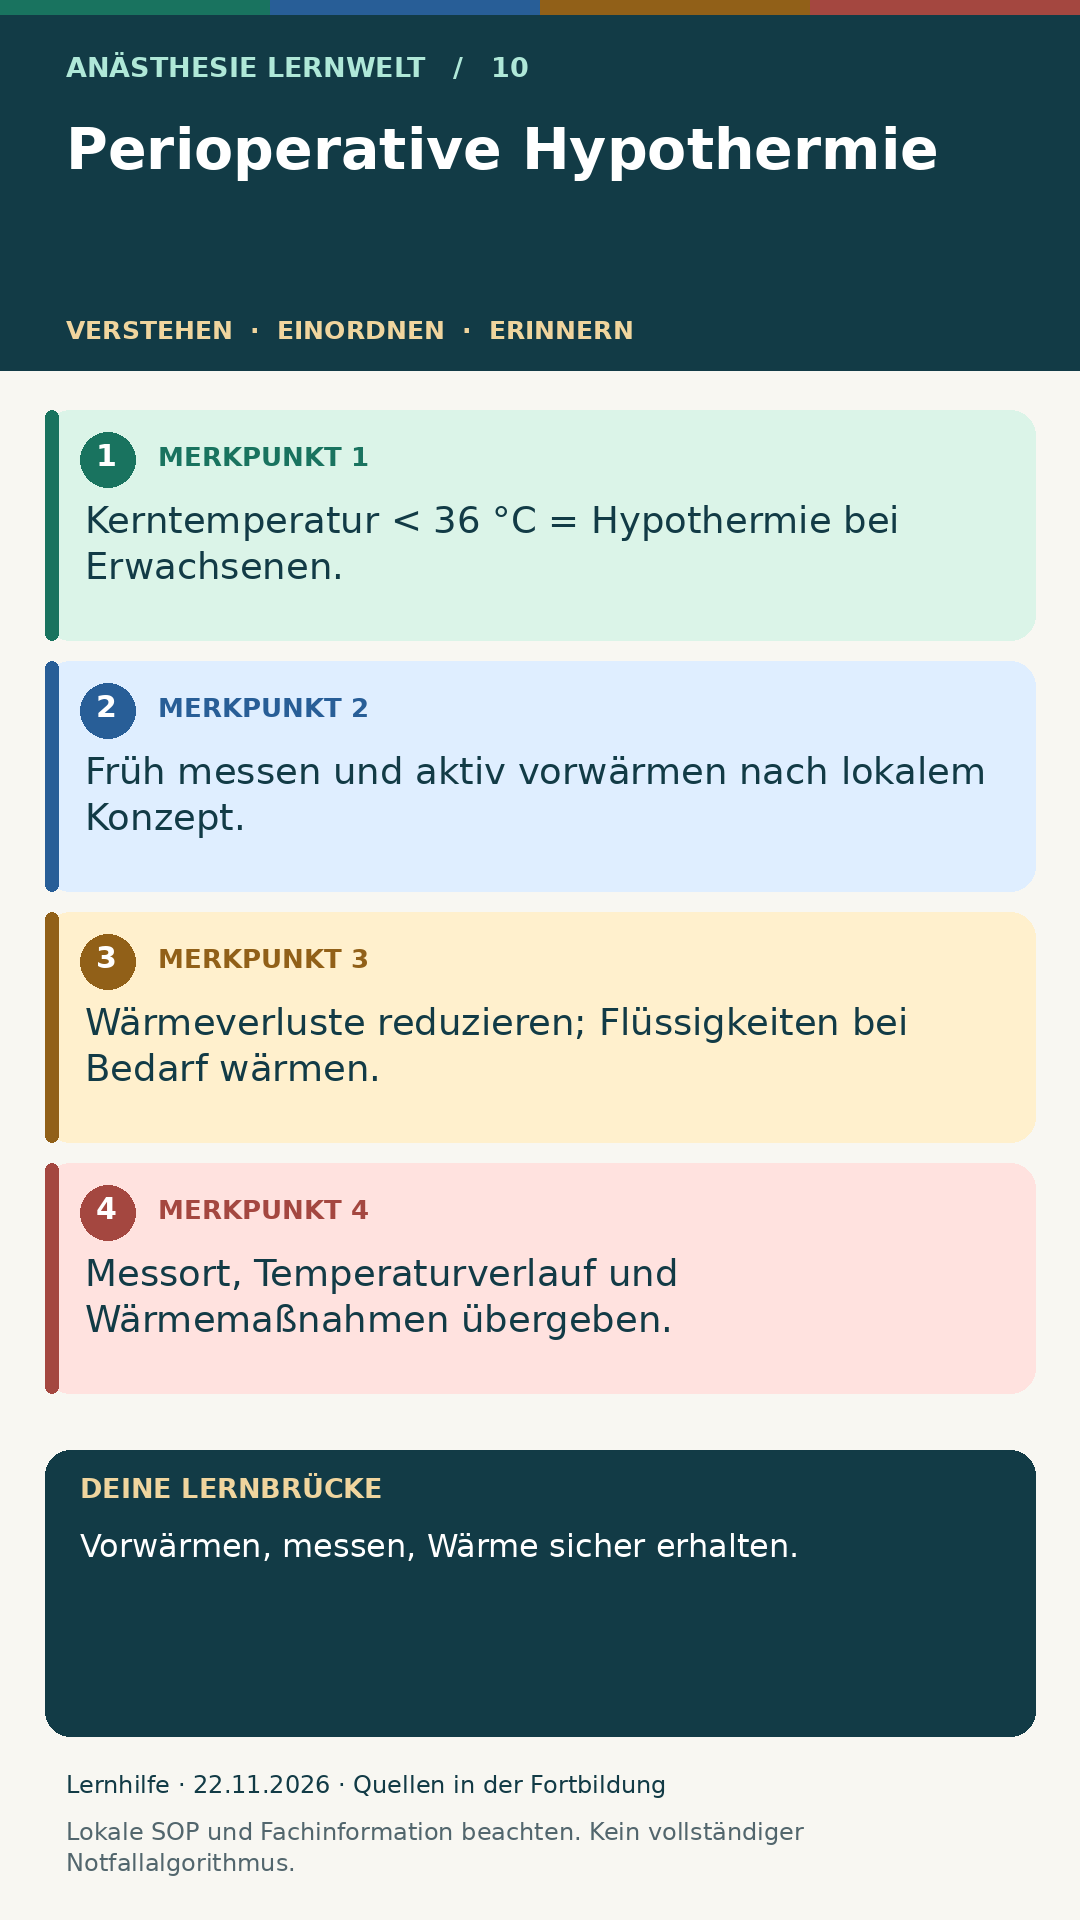 ANÄSTHESIE LERNWELT / 10
Perioperative Hypothermie
VERSTEHEN · EINORDNEN · ERINNERN
1 MERKPUNKT 1
Kerntemperatur < 36 °C = Hypothermie bei
Erwachsenen.
2 MERKPUNKT 2
Früh messen und aktiv vorwärmen nach lokalem
Konzept.
3 MERKPUNKT 3
Wärmeverluste reduzieren; Flüssigkeiten bei
Bedarf wärmen.
4 MERKPUNKT 4
Messort, Temperaturverlauf und
Wärmemaßnahmen übergeben.
DEINE LERNBRÜCKE
Vorwärmen, messen, Wärme sicher erhalten.
Lernhilfe · 22.11.2026 · Quellen in der Fortbildung
Lokale SOP und Fachinformation beachten. Kein vollständiger
Notfallalgorithmus.